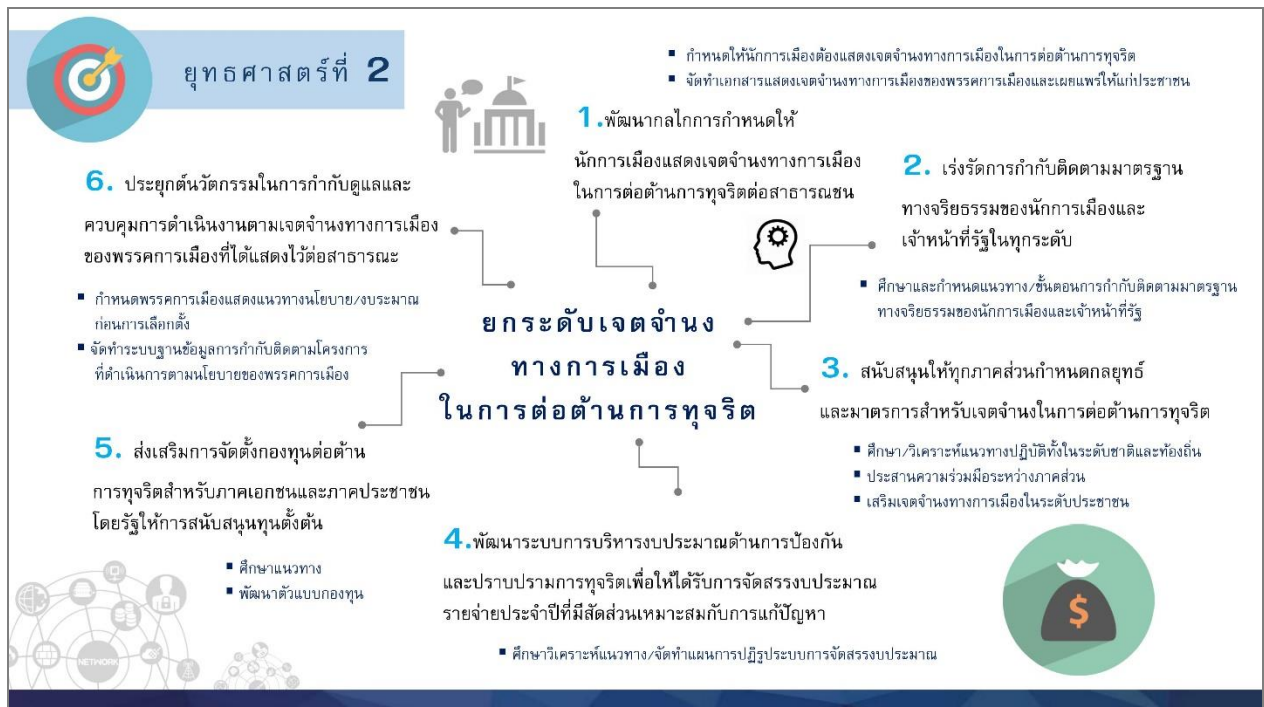 ยุทธศาสตร์ที่ 2
▪ กำหนดให้นักการเมืองต้องแสดงเจตจำนงทางการเมืองในการต่อต้านการทุจริต
▪ จัดทำเอกสารแสดงเจตจำนงทางการเมืองของพรรคการเมืองและเผยแพร่ให้แก่ประชาชน
1.พัฒนากลไกการกำหนดให้
นักการเมืองแสดงเจตจำนงทางการเมือง
ในการต่อต้านการทุจริตต่อสาธารณชน
2. เร่งรัดการกำกับติดตามมาตรฐาน
ทางจริยธรรมของนักการเมืองและ
เจ้าหน้าที่รัฐในทุกระดับ
▪ ศึกษาและกำหนดแนวทาง/ขั้นตอนการกำกับติดตามมาตรฐาน
ทางจริยธรรมของนักการเมืองและเจ้าหน้าที่รัฐ
3. สนับสนุนให้ทุกภาคส่วนกำหนดกลยุทธ์
และมาตรการสำหรับเจตจำนงในการต่อต้านการทุจริต
▪ ศึกษา/วิเคราะห์แนวทางปฏิบัติทั้งในระดับชาติและท้องถิ่น
▪ ประสานความร่วมมือระหว่างภาคส่วน
▪ เสริมเจตจำนงทางการเมืองในระดับประชาชน
4.พัฒนาระบบการบริหารงบประมาณด้านการป้องกัน
และปราบปรามการทุจริตเพื่อให้ได้รับการจัดสรรงบประมาณ
รายจ่ายประจำปีที่มีสัดส่วนเหมาะสมกับการแก้ปัญหา
▪ ศึกษาวิเคราะห์แนวทาง/จัดทำแผนการปฏิรูประบบการจัดสรรงบประมาณ
5. ส่งเสริมการจัดตั้งกองทุนต่อต้าน
การทุจริตสำหรับภาคเอกชนและภาคประชาชน
โดยรัฐให้การสนับสนุนทุนตั้งต้น
▪ ศึกษาแนวทาง
▪ พัฒนาตัวแบบกองทุน
6. ประยุกต์นวัตกรรมในการกำกับดูแลและ
ควบคุมการดำเนินงานตามเจตจำนงทางการเมือง
ของพรรคการเมืองที่ได้แสดงไว้ต่อสาธารณะ
▪ กำหนดพรรคการเมืองแสดงแนวทางนโยบาย/งบประมาณ
ก่อนการเลือกตั้ง
▪ จัดทำระบบฐานข้อมูลการกำกับติดตามโครงการ
ที่ดำเนินการตามนโยบายของพรรคการเมือง
ยกระดับเจตจำนง
ทางการเมือง
ในการต่อต้านการทุจริต
NETWORK
$